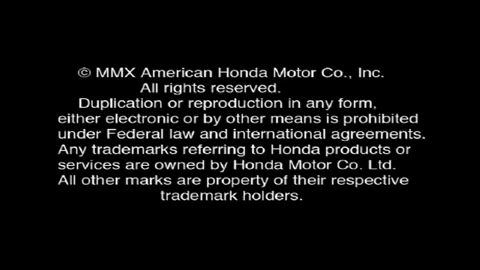 © MMX American Honda Motor Co., Inc.
All rights reserved.
Duplication or reproduction in any form,
either electronic or by other means is prohibited
under Federal law and international agreements.
Any trademarks referring to Honda products or
services are owned by Honda Motor Co. Ltd.
All other marks are property of their respective
trademark holders.